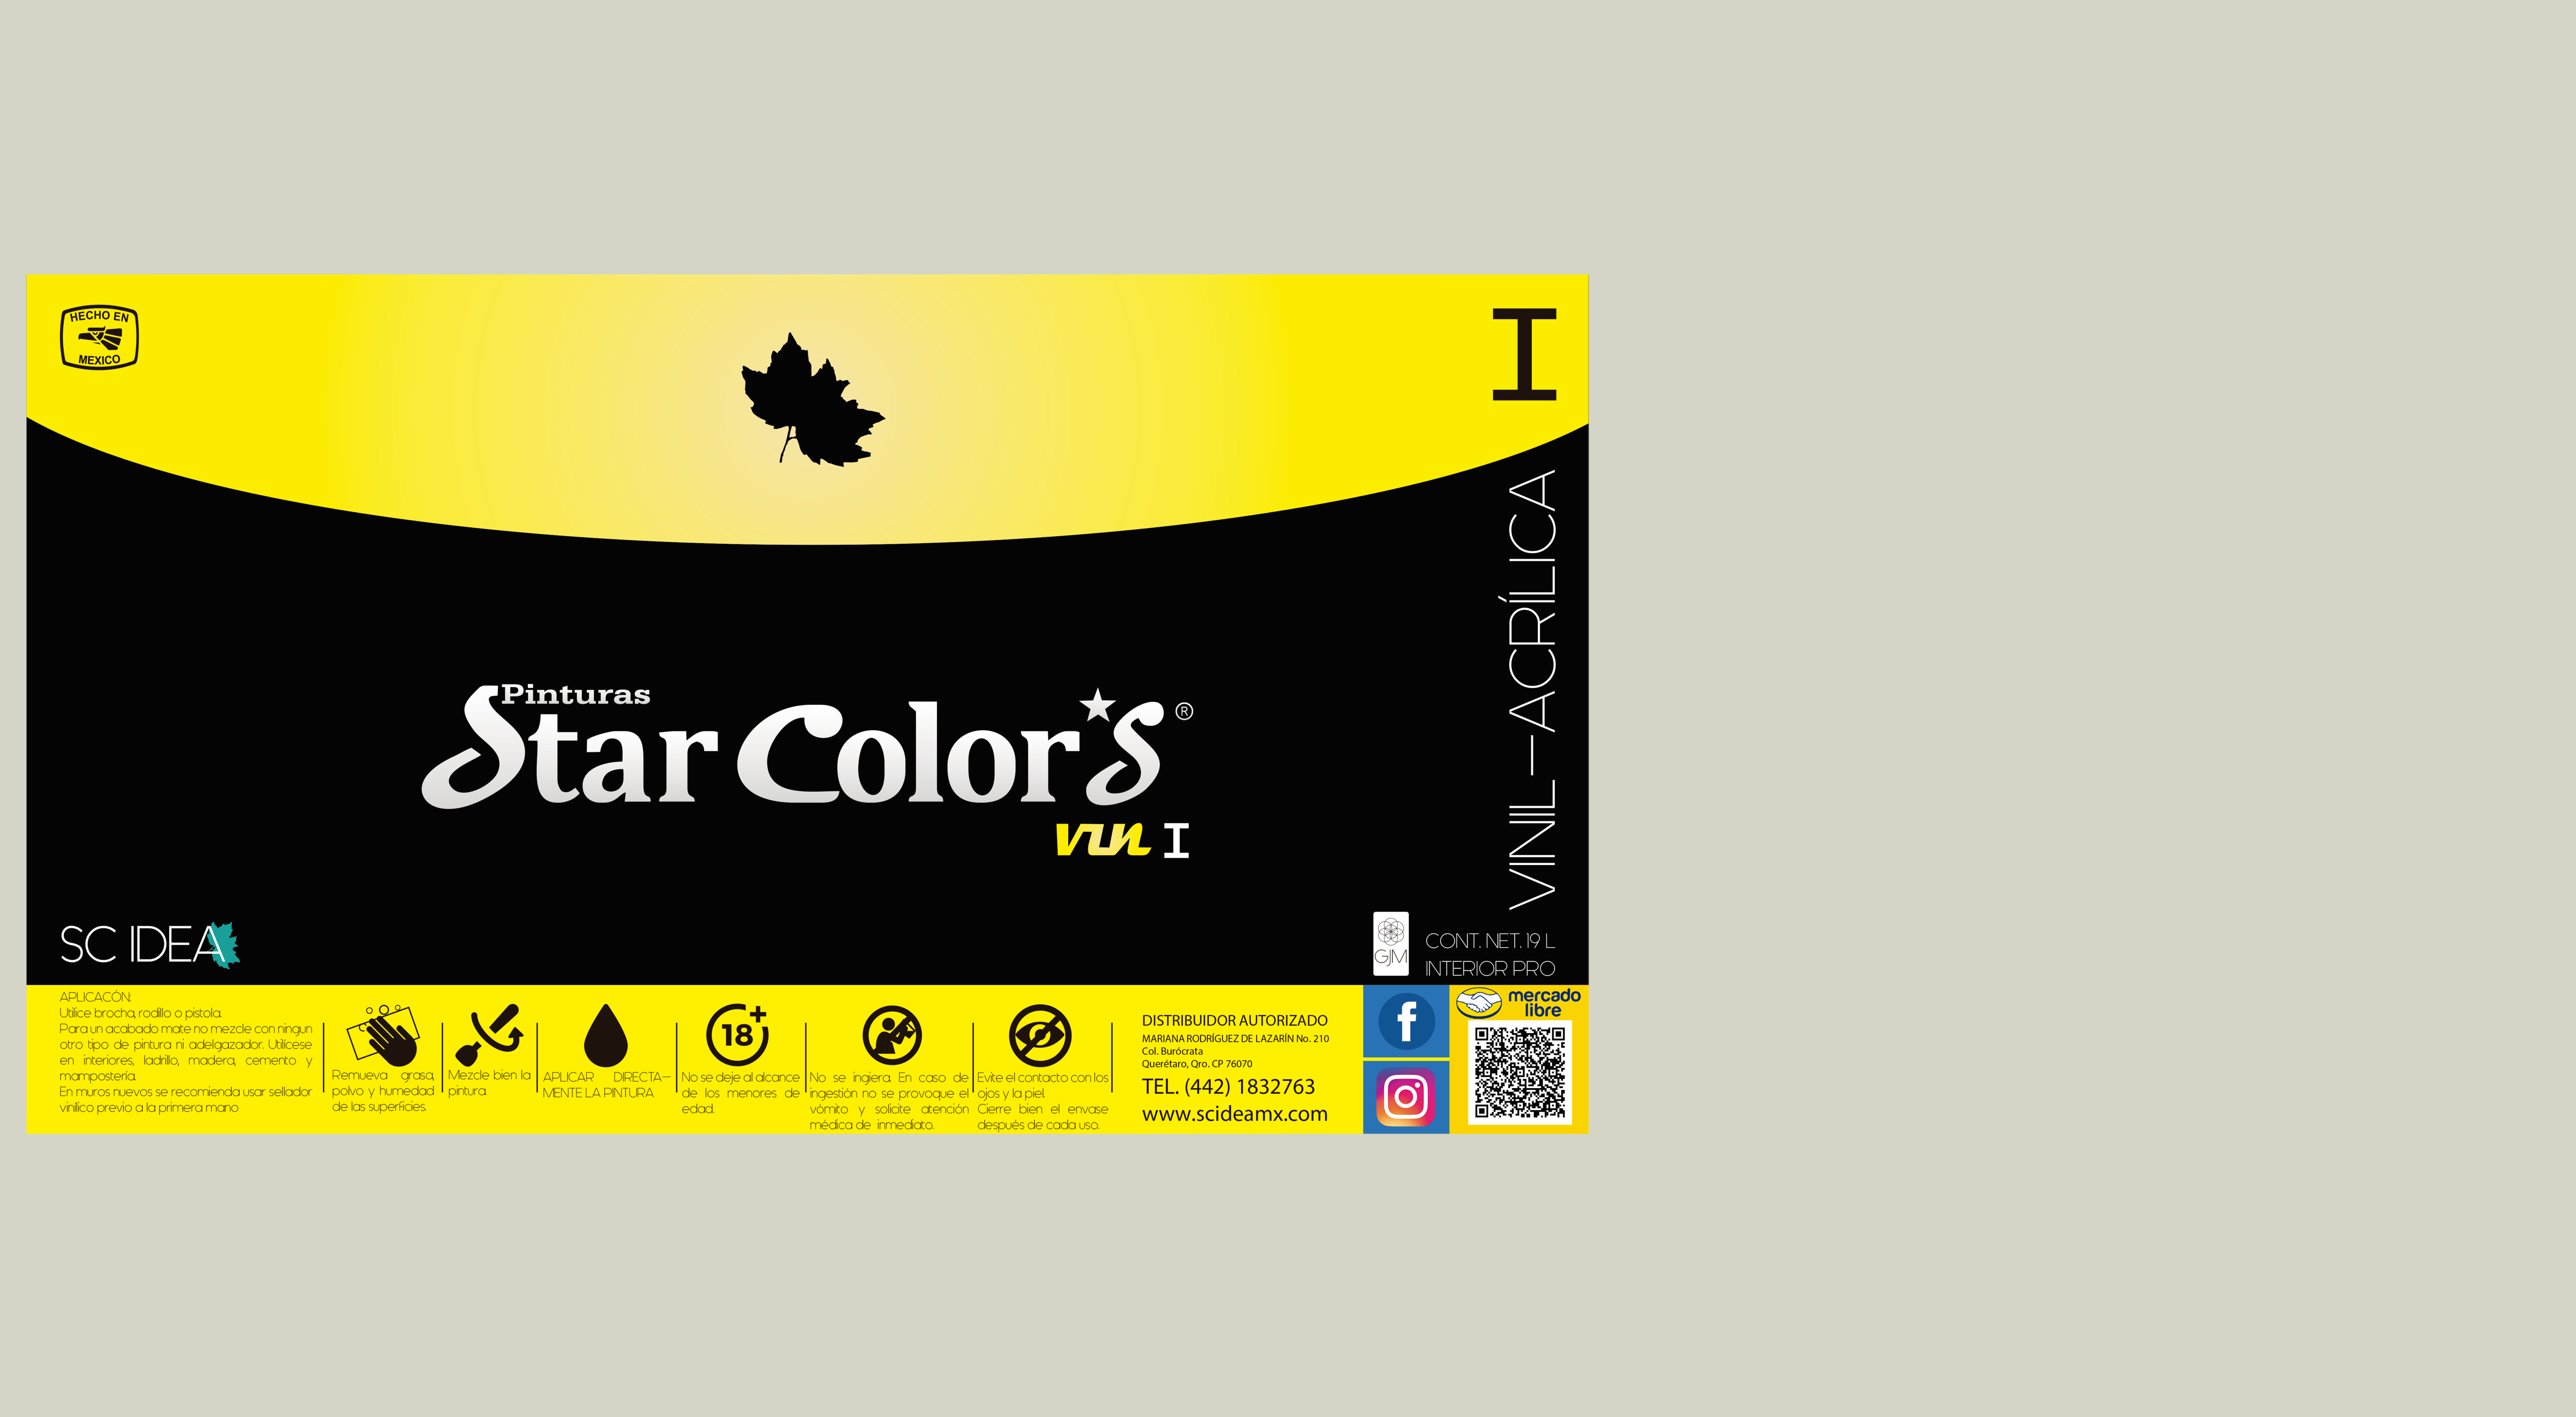 HECHO EN
MEXICO
I
VINIL-ACRÍLICA
Pinturas
Star Color'S ®
vin I
SC IDEA
GJM
CONT. NET. 19 L
INTERIOR PRO
APLICACÓN:
Utilice brocha, rodillo o pistola.
Para un acabado mate no mezcle con ningun
otro tipo de pintura ni adelgazador. Utilícese
en interiores, ladrillo, madera, cemento y
mampostería.
En muros nuevos se recomienda usar sellador
vinílico previo a la primera mano
Remueva grasa,
polvo y humedad
de las superficies.
Mezcle bien la
pintura.
APLICAR DIRECTA-
MENTE LA PINTURA
18+
No se deje al alcance
de los menores de
edad.
No se ingiera. En caso de
ingestión no se provoque el
vómito y solicite atención
médica de inmediato.
Evite el contacto con los
ojos y la piel.
Cierre bien el envase
después de cada uso.
DISTRIBUIDOR AUTORIZADO
MARIANA RODRÍGUEZ DE LAZARÍN No. 210
Col. Burócrata
Querétaro, Qro. CP 76070
TEL. (442) 1832763
www.scideamx.com
f
mercado
libre